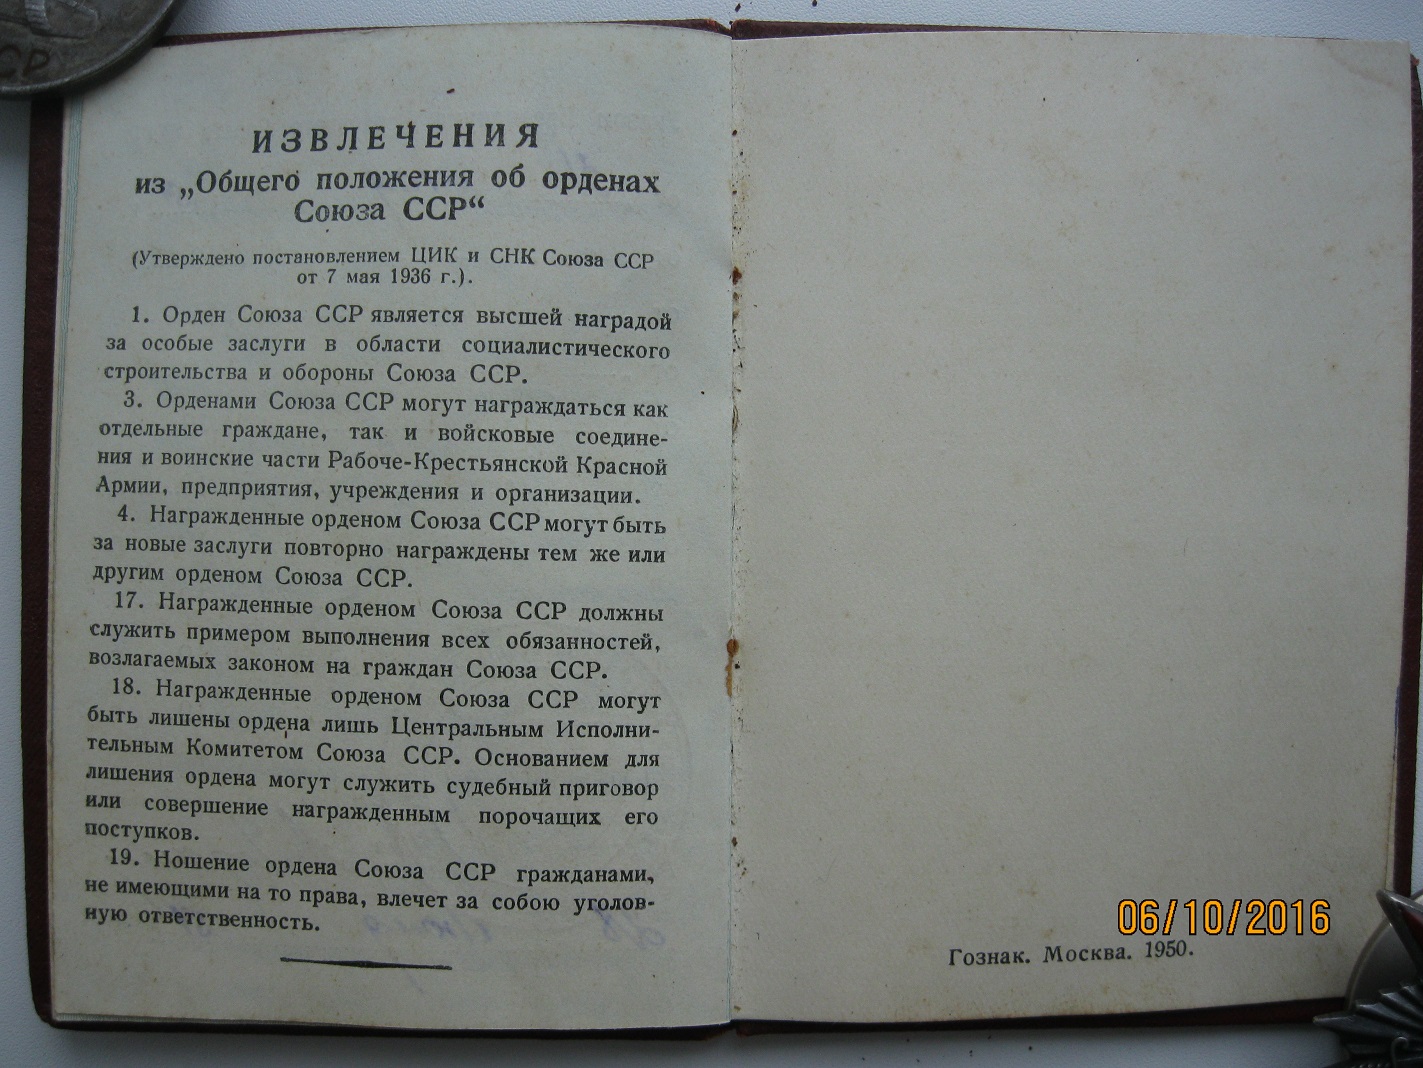 СР
ИЗВЛЕЧЕНИЯ
из „Общего положения об орденах
Союза ССР“
(Утверждено постановлением ЦИК и СНК Союза ССР
от 7 мая 1936 г.).
1. Орден Союза ССР является высшей наградой
за особые заслуги в области социалистического
строительства и обороны Союза ССР.
3. Орденами Союза ССР могут награждаться как
отдельные граждане, так и войсковые соедине-
ния и воинские части Рабоче-Крестьянской Красной
Армии, предприятия, учреждения и организации.
4. Награжденные орденом Союза ССР могут быть
за новые заслуги повторно награждены тем же или
другим орденом Союза ССР.
17. Награжденные орденом Союза ССР должны
служить примером выполнения всех обязанностей,
возлагаемых законом на граждан Союза ССР.
18. Награжденные орденом Союза ССР могут
быть лишены ордена лишь Центральным Исполни-
тельным Комитетом Союза ССР. Основанием для
лишения ордена могут служить судебный приговор
или совершение награжденным порочащих его
поступков.
19. Ношение ордена Союза ССР гражданами,
не имеющими на то права, влечет за собою уголов-
ную ответственность.
Гознак. Москва. 1950.
06/10/2016